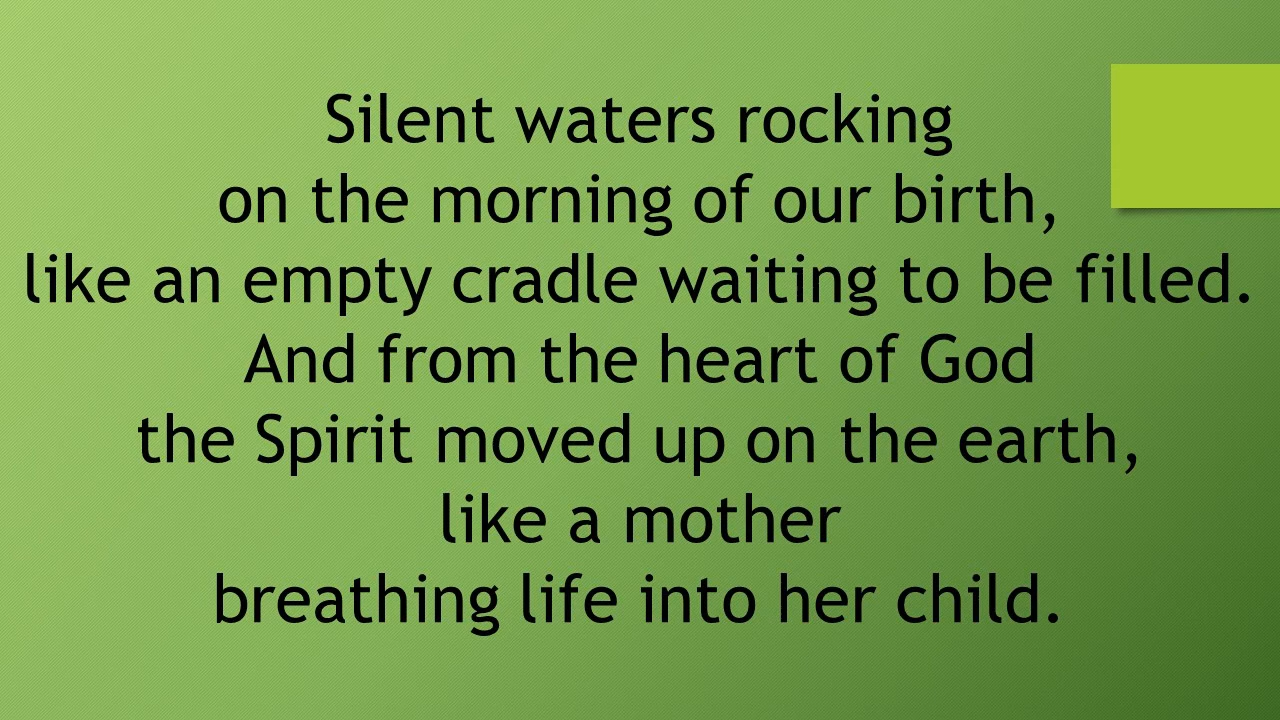 Silent waters rocking
on the morning of our birth,
like an empty cradle waiting to be filled.
And from the heart of God
the Spirit moved up on the earth,
like a mother
breathing life into her child.